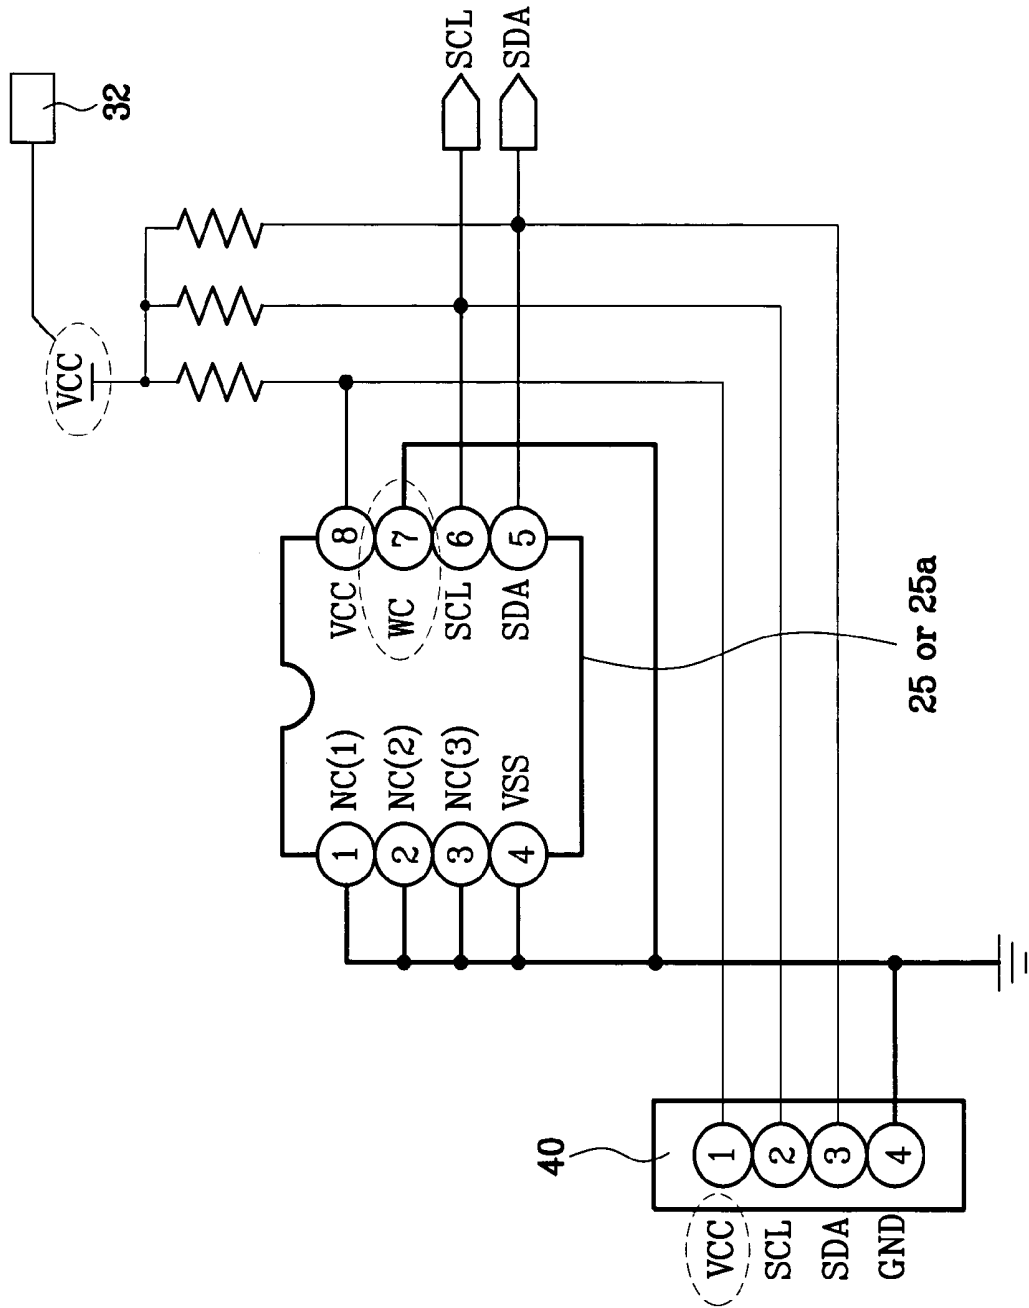 32
VCC
SCL
SDA
1 NC(1)
2 NC(2)
3 NC(3)
4 VSS
VCC 8
WC 7
SCL 6
SDA 5
25 or 25a
40
VCC 1
SCL 2
SDA 3
GND 4